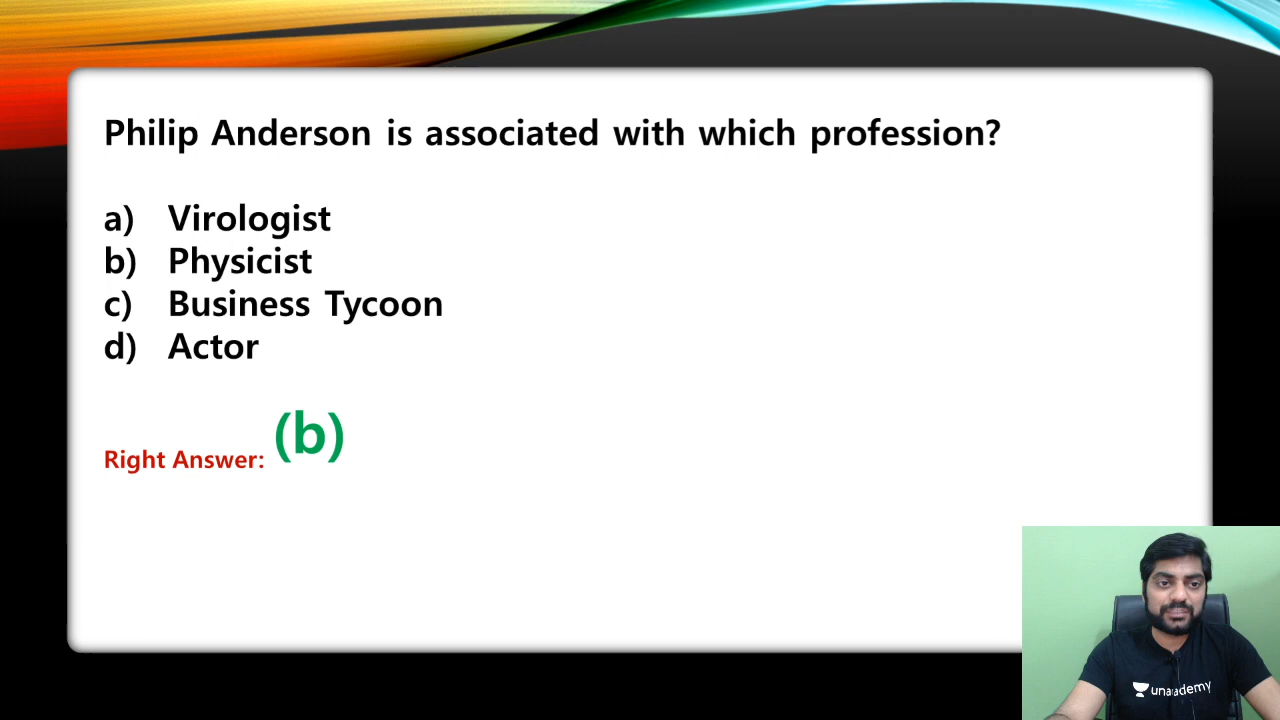 Philip Anderson is associated with which profession?
a) Virologist
b) Physicist
c) Business Tycoon
d) Actor
Right Answer: (b)
unacademy